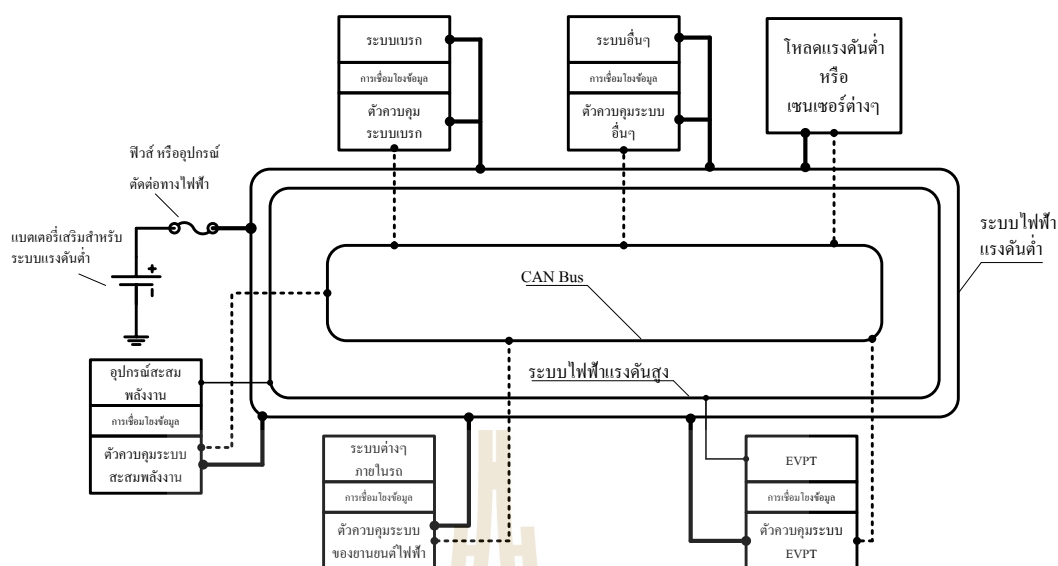 ระบบเบรก
การเชื่อมโยงข้อมูล
ตัวควบคุม
ระบบเบรก
ระบบอื่นๆ
การเชื่อมโยงข้อมูล
ตัวควบคุมระบบ
อื่นๆ
โหลดแรงดันต่ำ
หรือ
เซนเซอร์ต่างๆ
ฟิวส์ หรืออุปกรณ์
ตัดต่อทางไฟฟ้า
แบตเตอรี่เสริมสำหรับ
ระบบแรงดันต่ำ
ระบบไฟฟ้า
แรงดันต่ำ
CAN Bus
ระบบไฟฟ้าแรงดันสูง
อุปกรณ์สะสม
พลังงาน
การเชื่อมโยงข้อมูล
ตัวควบคุมระบบ
สะสมพลังงาน
ระบบต่างๆ
ภายในรถ
การเชื่อมโยงข้อมูล
ตัวควบคุมระบบ
ของยานยนต์ไฟฟ้า
EVPT
การเชื่อมโยงข้อมูล
ตัวควบคุมระบบ
EVPT